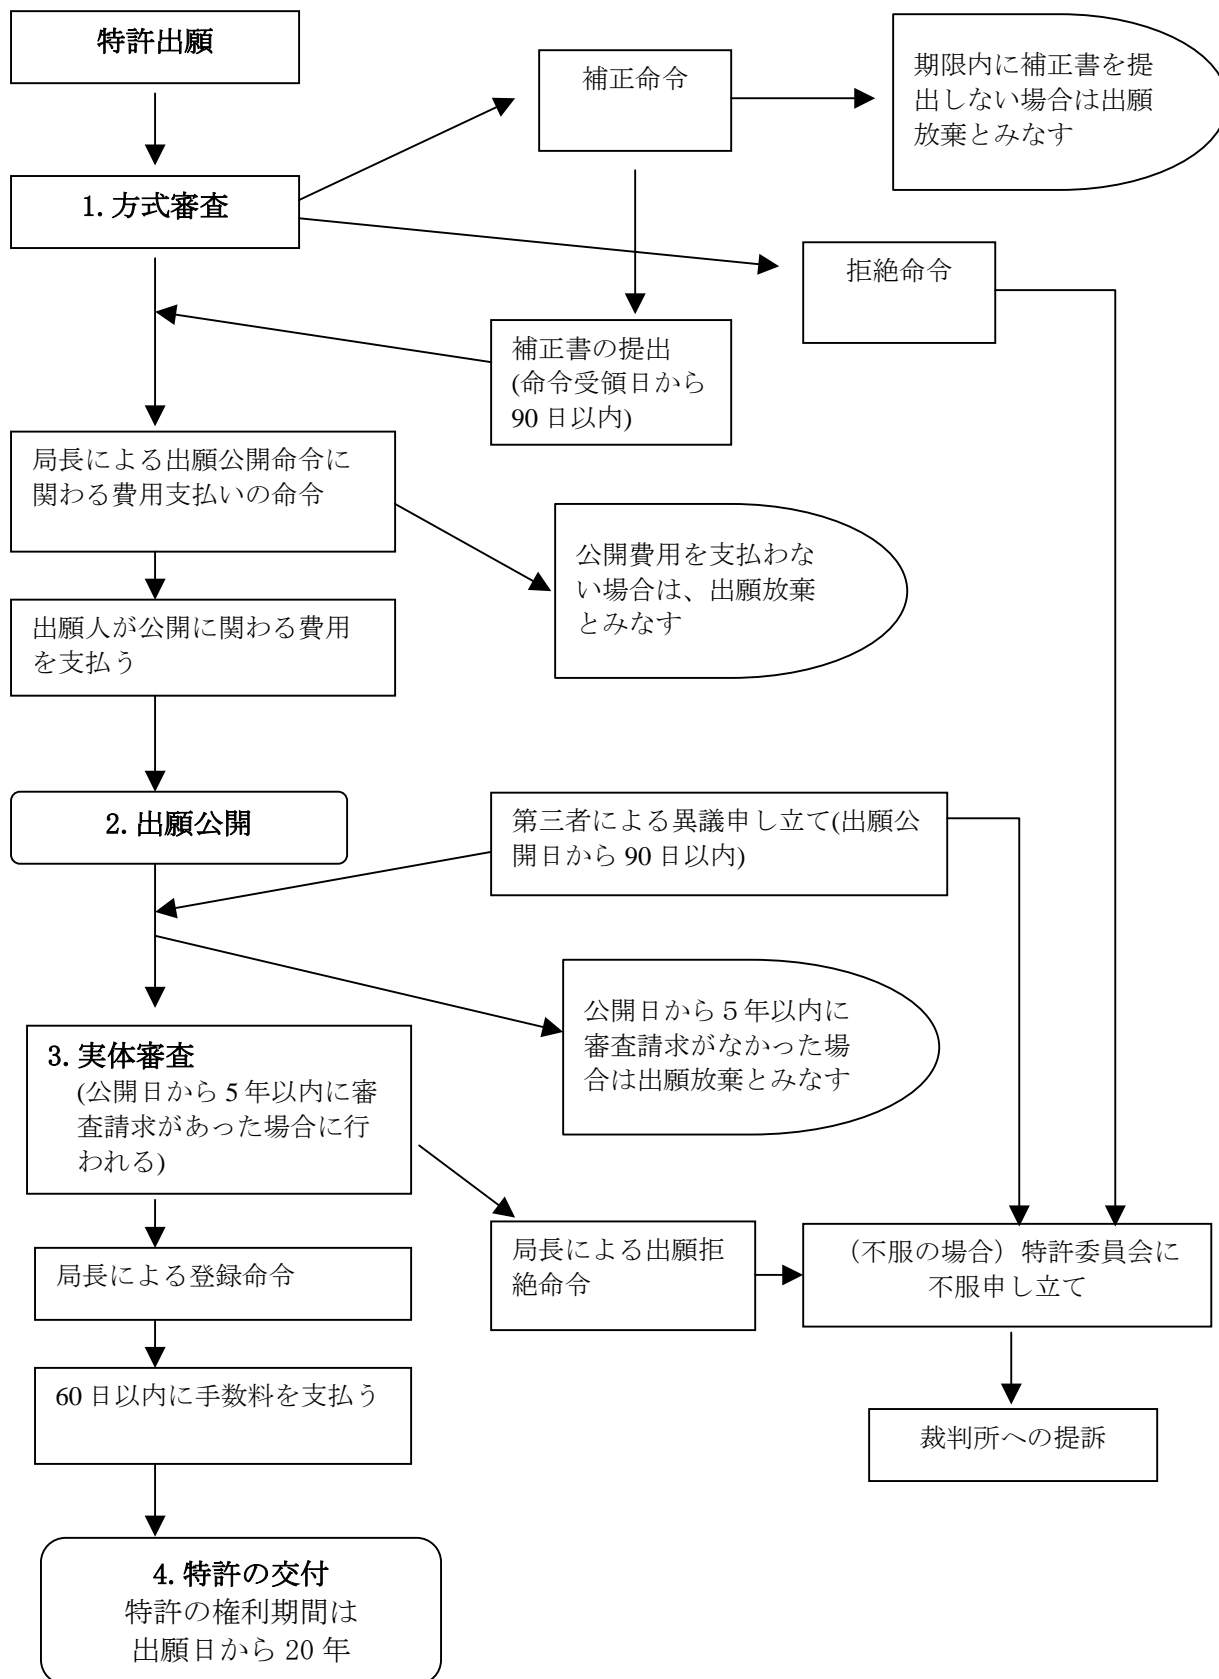 特許出願
補正命令
期限内に補正書を提
出しない場合は出願
放棄とみなす
1.方式審査
拒絶命令
補正書の提出
(命令受領日から
90日以内)
局長による出願公開命令に
関わる費用支払いの命令
公開費用を支払わな
い場合は、出願放棄
とみなす
出願人が公開に関わる費用
を支払う
2.出願公開
第三者による異議申し立て(出願公
開日から90日以内)
公開日から５年以内に
審査請求がなかった場
合は出願放棄とみなす
3.実体審査
(公開日から5年以内に審
査請求があった場合に行
われる)
局長による出願拒
絶命令
（不服の場合）特許委員会に
不服申し立て
局長による登録命令
60日以内に手数料を支払う
裁判所への提訴
4.特許の交付
特許の権利期間は
出願日から20年